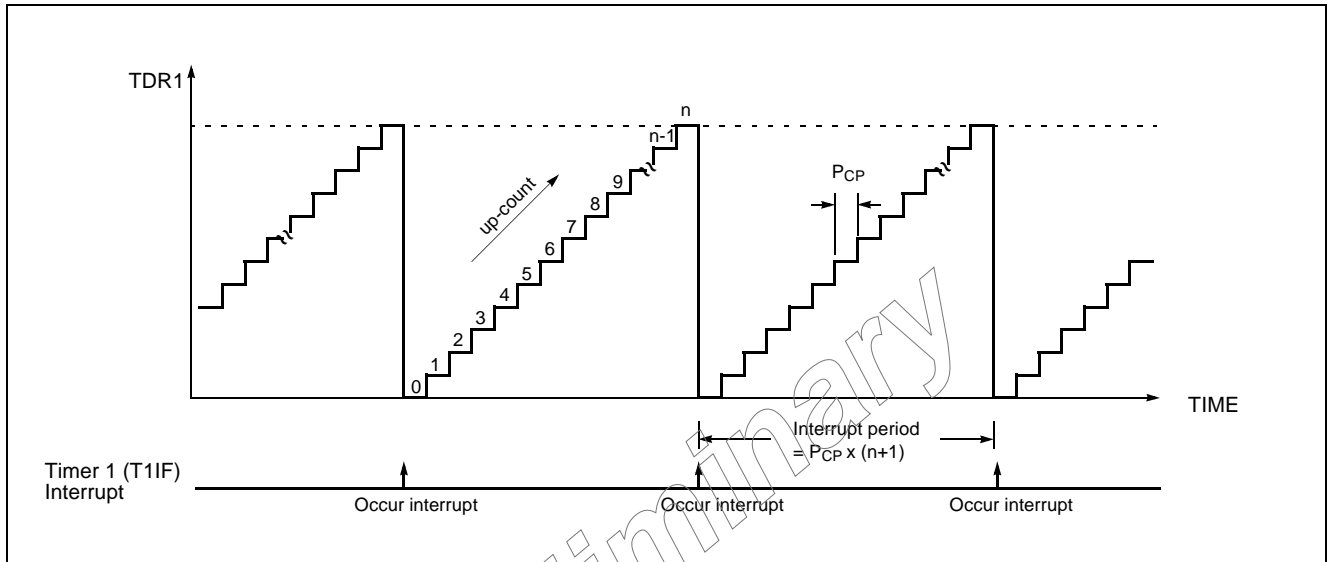 TDR1
n
n-1
9
8
7
6
5
4
3
2
1
0
up-count
PCP
TIME
Interrupt period
= PCP x (n+1)
Timer 1 (T1IF)
Interrupt
Occur interrupt
Occur interrupt
Occur interrupt